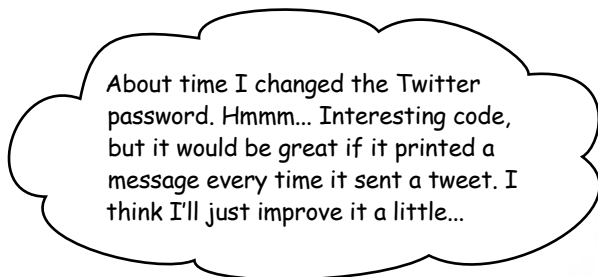 About time I changed the Twitter
password. Hmmm... Interesting code,
but it would be great if it printed a
message every time it sent a tweet. I
think I’ll just improve it a little...